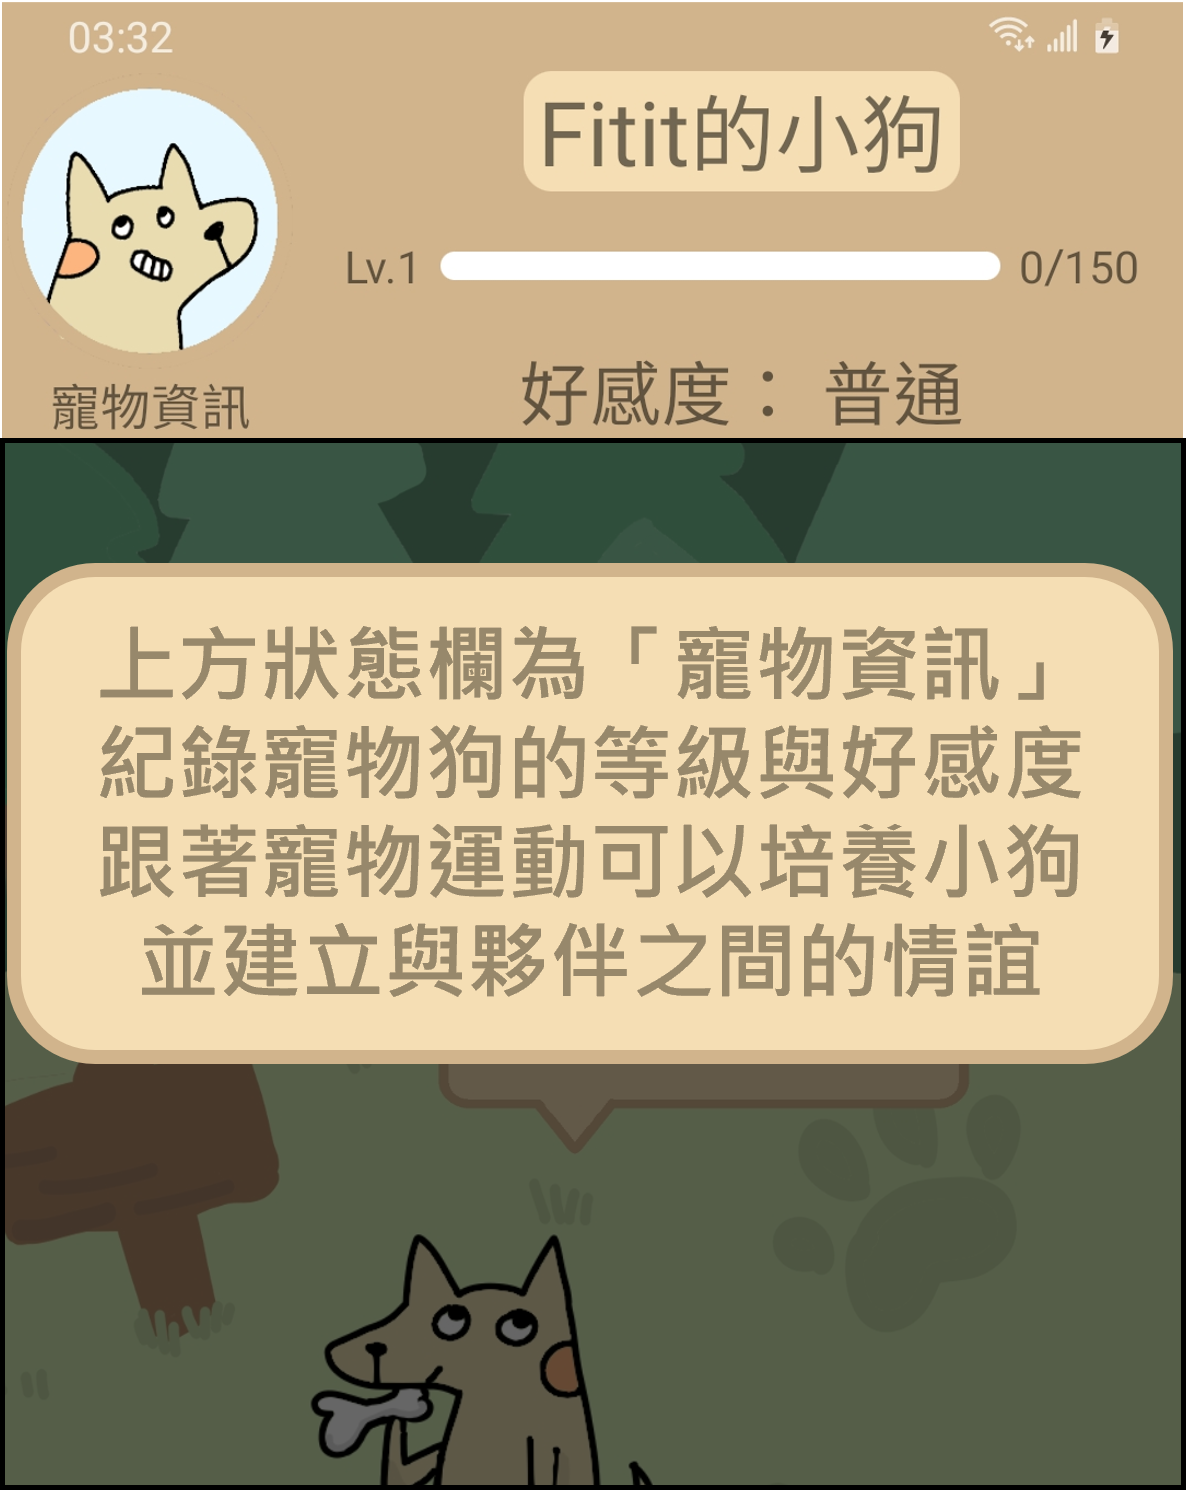 03:32
Fitit的小狗
Lv.1 0/150
好感度： 普通
寵物資訊
上方狀態欄為「寵物資訊」
紀錄寵物狗的等級與好感度
跟著寵物運動可以培養小狗
並建立與夥伴之間的情誼